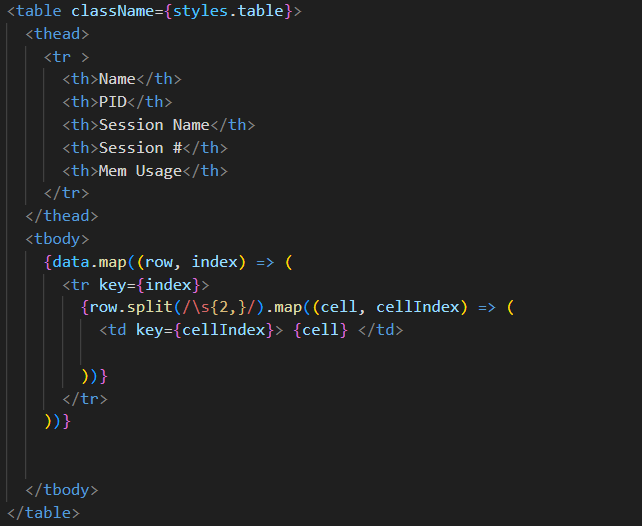 <table className={styles.table}>
<thead>
<tr >
<th>Name</th>
<th>PID</th>
<th>Session Name</th>
<th>Session #</th>
<th>Mem Usage</th>
</tr>
</thead>
<tbody>
{data.map((row, index) => (
<tr key={index}>
{row.split(/\s{2,}/).map((cell, cellIndex) => (
<td key={cellIndex}> {cell} </td>
))}
</tr>
))}
</tbody>
</table>